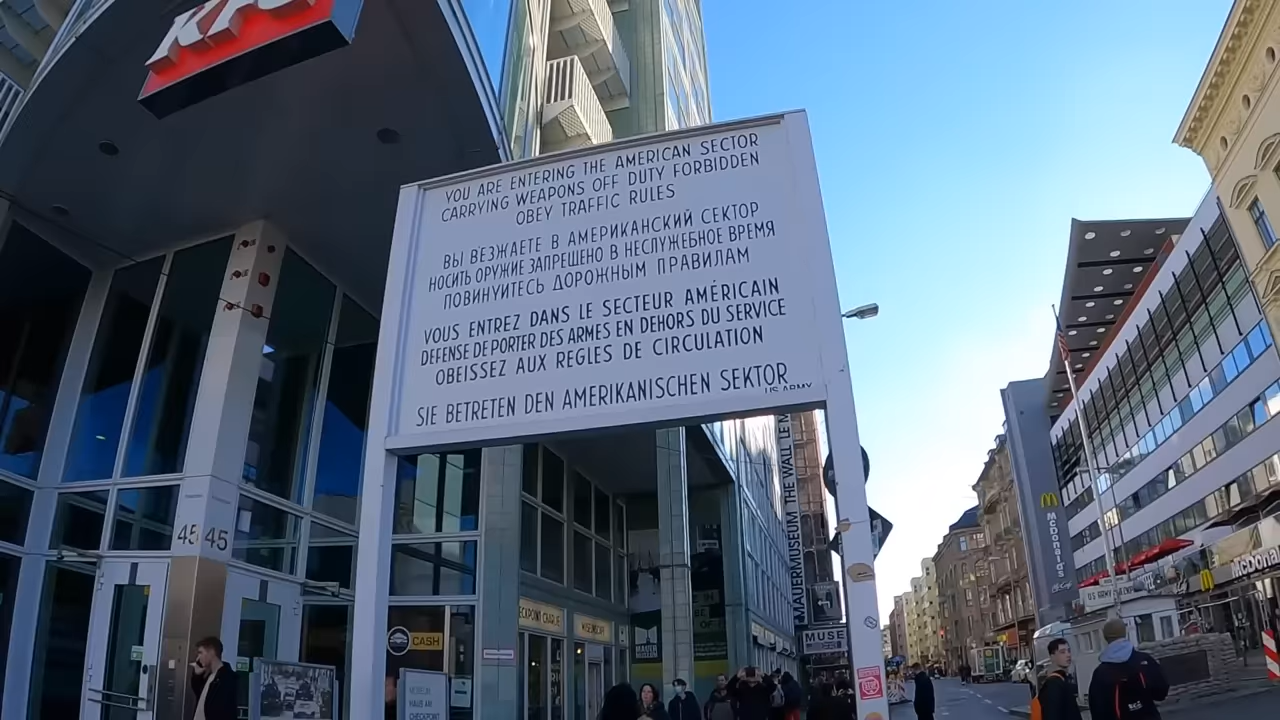 KFC
YOU ARE ENTERING THE AMERICAN SECTOR
CARRYING WEAPONS OFF DUTY FORBIDDEN
OBEY TRAFFIC RULES
ВЫ ВЪЕЗЖАЕТЕ В АМЕРИКАНСКИЙ СЕКТОР
НОСИТЬ ОРУЖИЕ ЗАПРЕЩЕНО В НЕСЛУЖЕБНОЕ ВРЕМЯ
ПОВИНУЙТЕСЬ ДОРОЖНЫМ ПРАВИЛАМ
VOUS ENTREZ DANS LE SECTEUR AMÉRICAIN
DEFENSE DE PORTER DES ARMES EN DEHORS DU SERVICE
OBEISSEZ AUX REGLES DE CIRCULATION
SIE BETRETEN DEN AMERIKANISCHEN SEKTOR
US ARMY
45 45
CASH
MAUERMUSEUM THE WALL
MUSE
McDonald's
McDonald
US ARMY